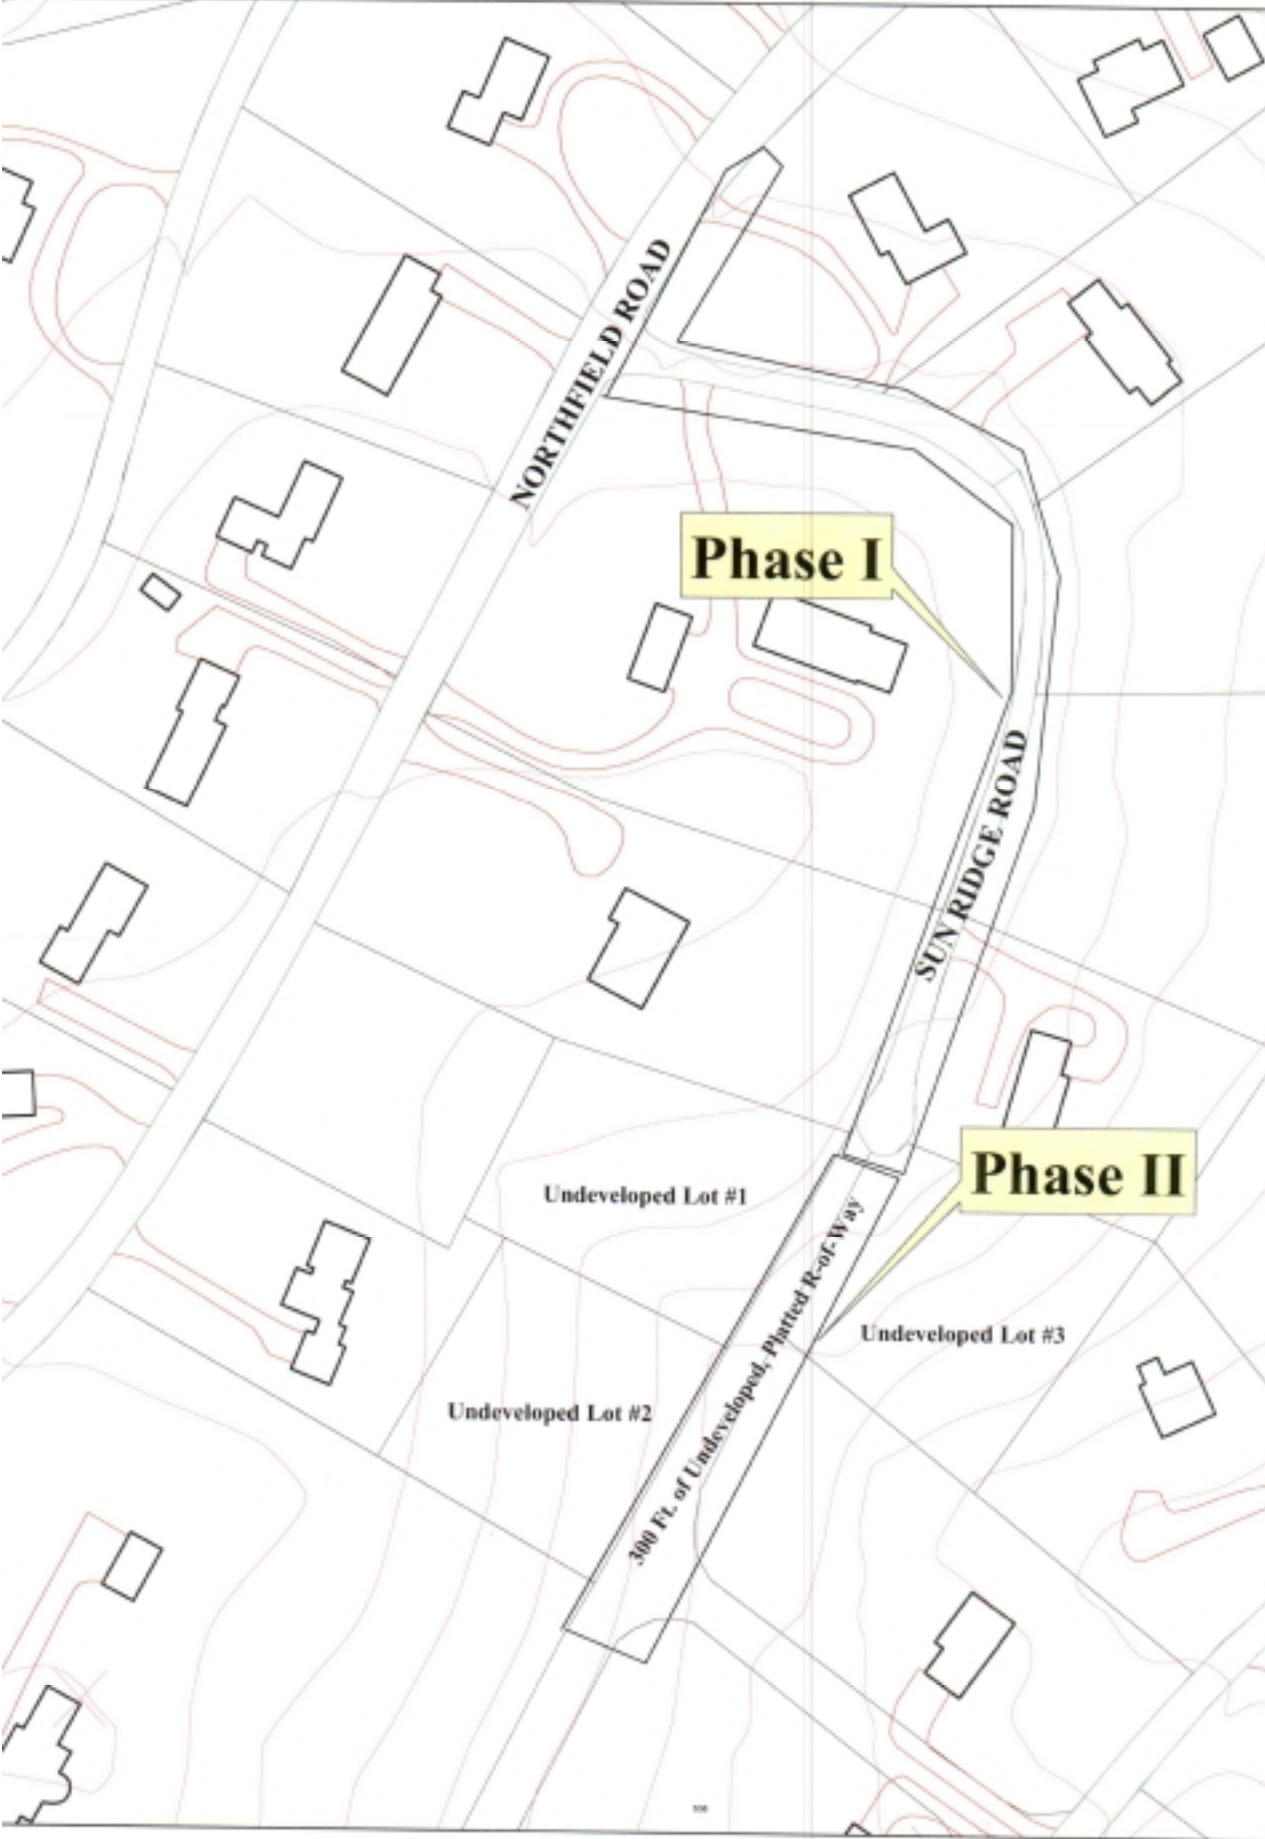 NORTHFIELD ROAD
Phase I
SUN RIDGE ROAD
Phase II
Undeveloped Lot #1
300 Ft. of Undeveloped, Platted R-of-Way
Undeveloped Lot #3
Undeveloped Lot #2